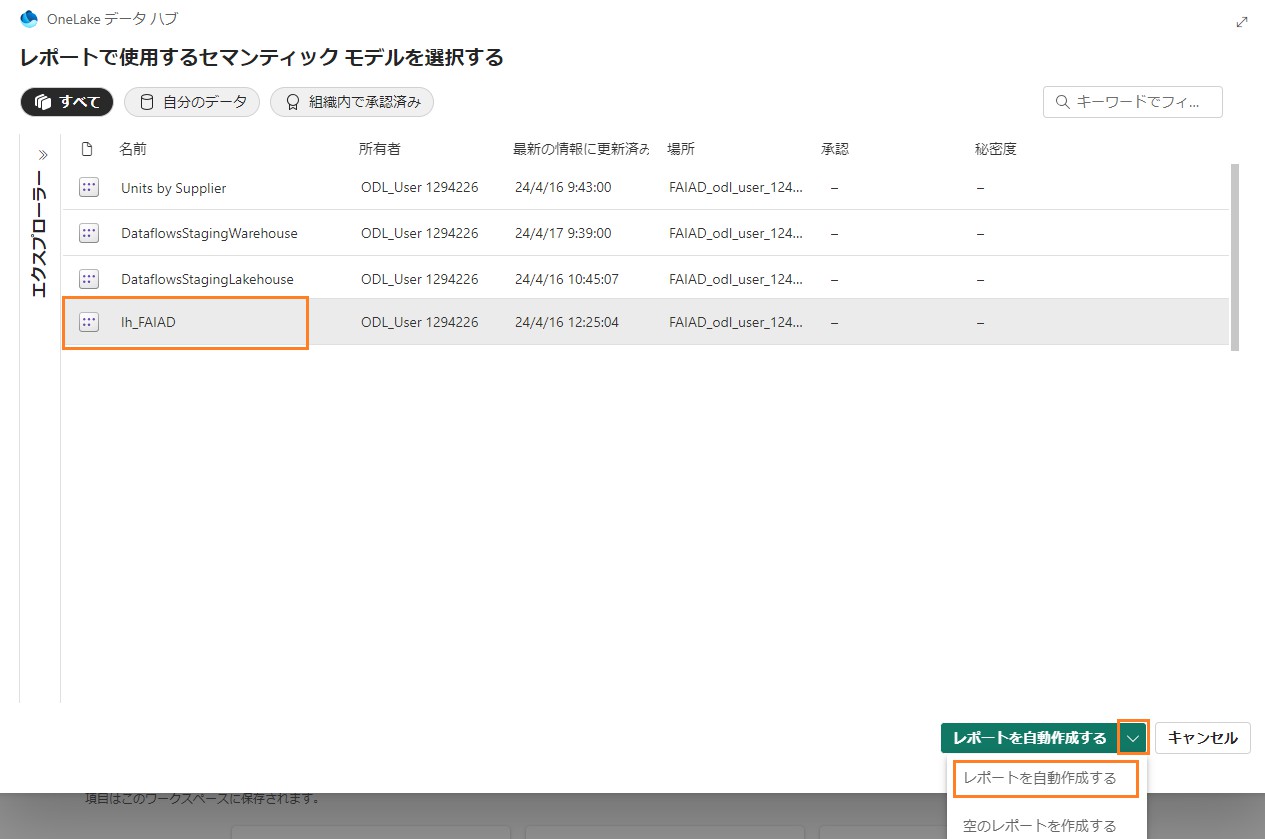 OneLake データ ハブ
レポートで使用するセマンティック モデルを選択する
すべて 自分のデータ 組織内で承認済み キーワードでフィ...
エクスプローラー
名前 所有者 最新の情報に更新済み 場所 承認 秘密度
Units by Supplier ODL_User 1294226 24/4/16 9:43:00 FAIAD_odl_user_124... – –
DataflowsStagingWarehouse ODL_User 1294226 24/4/17 9:39:00 FAIAD_odl_user_124... – –
DataflowsStagingLakehouse ODL_User 1294226 24/4/16 10:45:07 FAIAD_odl_user_124... – –
lh_FAIAD ODL_User 1294226 24/4/16 12:25:04 FAIAD_odl_user_124... – –
レポートを自動作成する キャンセル
レポートを自動作成する
項目はこのワークスペースに保存されます。
空のレポートを作成する